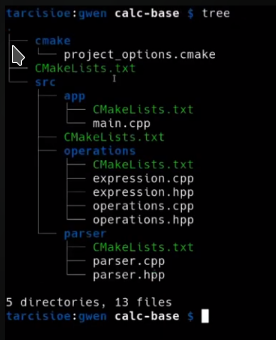 tarcisioe:gwen calc-base $ tree
.
├── cmake
│   └── project_options.cmake
├── CMakeLists.txt
└── src
    ├── app
    │   ├── CMakeLists.txt
    │   └── main.cpp
    ├── CMakeLists.txt
    ├── operations
    │   ├── CMakeLists.txt
    │   ├── expression.cpp
    │   ├── expression.hpp
    │   ├── operations.cpp
    │   └── operations.hpp
    └── parser
        ├── CMakeLists.txt
        ├── parser.cpp
        └── parser.hpp

5 directories, 13 files
tarcisioe:gwen calc-base $